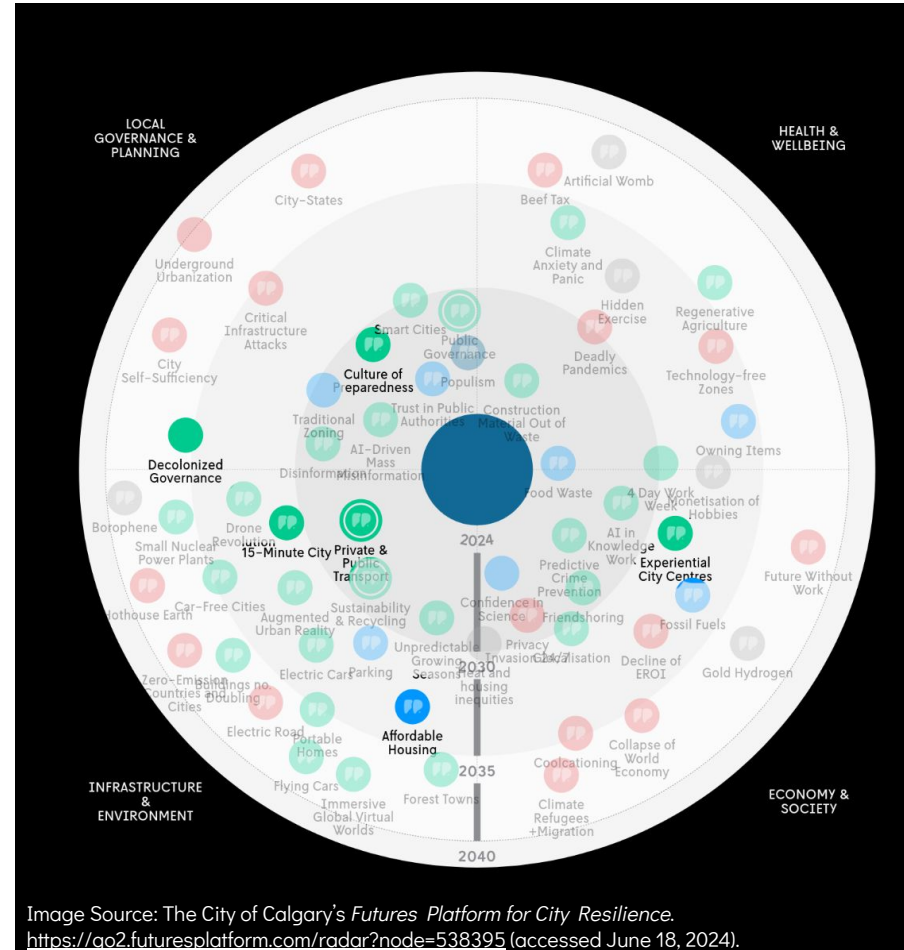 LOCAL
GOVERNANCE &
PLANNING
HEALTH &
WELLBEING
City-States
Artificial Womb
Beef Tax
Underground
Urbanization
Climate
Anxiety and
Panic
Critical
Infrastructure
Attacks
Hidden
Exercise
Regenerative
Agriculture
City
Self-Sufficiency
Smart Cities
Public
Governance
Deadly
Pandemics
Technology-free
Zones
Culture of
Preparedness
Populism
Traditional
Zoning
Trust in Public
Authorities
Construction
Material Out of
Waste
Owning Items
Decolonized
Governance
Disinformation
AI-Driven
Mass
Misinformation
Food Waste
4 Day Work
Week
Monetisation of
Hobbies
Borophene
Small Nuclear
Power Plants
Drone
Revolution
15-Minute City
Private &
Public
Transport
2024
AI in
Knowledge
Work
Experiential
City Centres
Predictive
Crime
Prevention
Future Without
Work
Hothouse Earth
Car-Free Cities
Augmented
Urban Reality
Sustainability
& Recycling
Confidence in
Science
Friendshoring
Fossil Fuels
Zero-Emission
Countries and
Cities
Buildings no.
Doubling
Electric Cars
Parking
Unpredictable
Growing
Seasons
2030
Heat and
housing
inequities
Privacy
Invasion 24/7
Glocalisation
Decline of
EROI
Gold Hydrogen
Electric Road
Portable
Homes
Affordable
Housing
Coolcationing
Collapse of
World
Economy
2035
Flying Cars
Immersive
Global Virtual
Worlds
Forest Towns
Climate
Refugees
+Migration
INFRASTRUCTURE
&
ENVIRONMENT
ECONOMY &
SOCIETY
2040
Image Source: The City of Calgary's Futures Platform for City Resilience.
https://go2.futuresplatform.com/radar?node=538395 (accessed June 18, 2024).